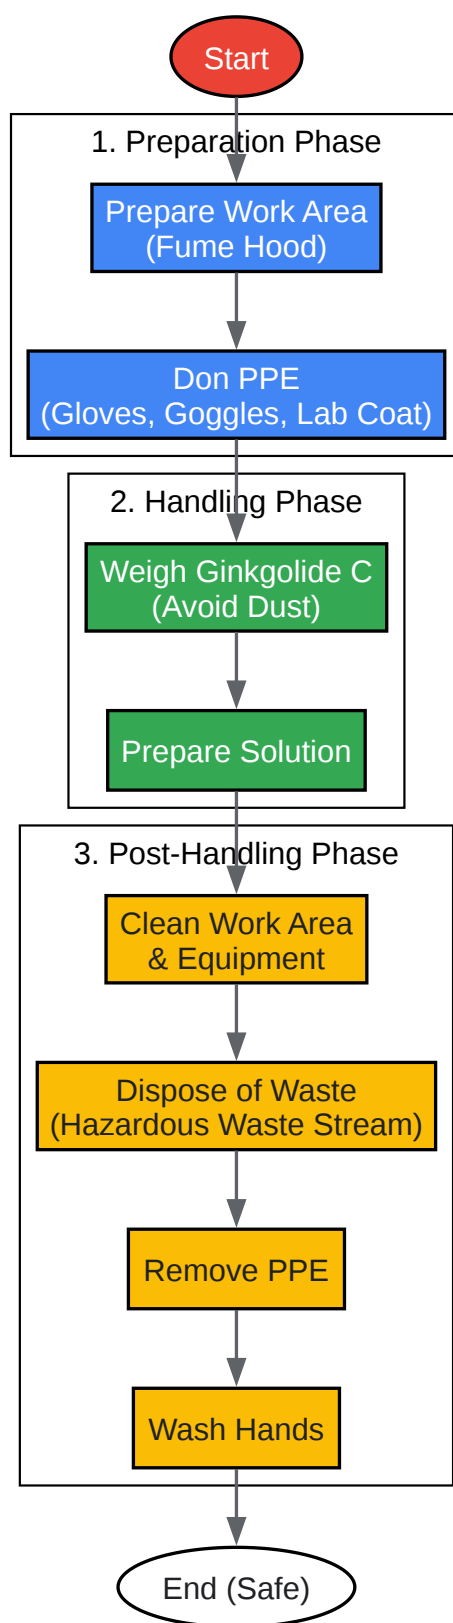 Start
1. Preparation Phase
Prepare Work Area
(Fume Hood)
Don PPE
(Gloves, Goggles, Lab Coat)
2. Handling Phase
Weigh Ginkgolide C
(Avoid Dust)
Prepare Solution
3. Post-Handling Phase
Clean Work Area
& Equipment
Dispose of Waste
(Hazardous Waste Stream)
Remove PPE
Wash Hands
End (Safe)